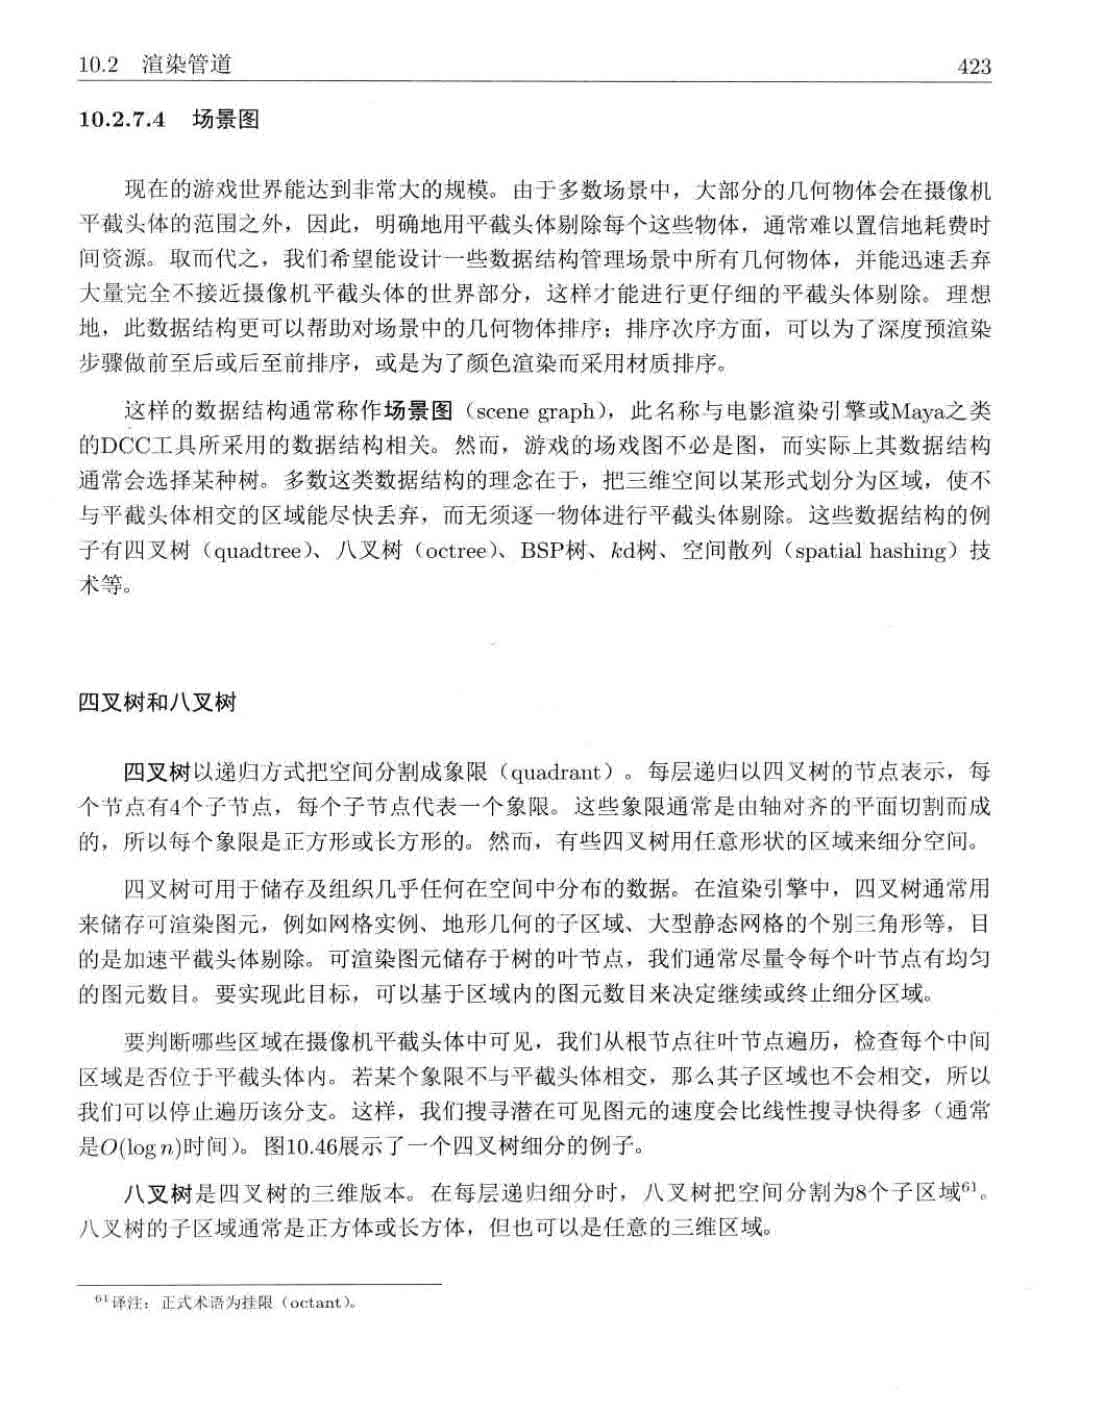 10.2 渲染管道 423
10.2.7.4 场景图
现在的游戏世界能达到非常大的规模。由于多数场景中，大部分的几何物体会在摄像机
平截头体的范围之外，因此，明确地用平截头体剔除每个这些物体，通常难以置信地耗费时
间资源。取而代之，我们希望能设计一些数据结构管理场景中所有几何物体，并能迅速丢弃
大量完全不接近摄像机平截头体的世界部分，这样才能进行更仔细的平截头体剔除。理想
地，此数据结构更可以帮助对场景中的几何物体排序；排序次序方面，可以为了深度预渲染
步骤做前至后或后至前排序，或是为了颜色渲染而采用材质排序。
这样的数据结构通常称作场景图（scene graph），此名称与电影渲染引擎或Maya之类
的DCC工具所采用的数据结构相关。然而，游戏的场戏图不必是图，而实际上其数据结构
通常会选择某种树。多数这类数据结构的理念在于，把三维空间以某形式划分为区域，使不
与平截头体相交的区域能尽快丢弃，而无须逐一物体进行平截头体剔除。这些数据结构的例
子有四叉树（quadtree）、八叉树（octree）、BSP树、kd树、空间散列（spatial hashing）技
术等。
四叉树和八叉树
四叉树以递归方式把空间分割成象限（quadrant）。每层递归以四叉树的节点表示，每
个节点有4个子节点，每个子节点代表一个象限。这些象限通常是由轴对齐的平面切割而成
的，所以每个象限是正方形或长方形的。然而，有些四叉树用任意形状的区域来细分空间。
四叉树可用于储存及组织几乎任何在空间中分布的数据。在渲染引擎中，四叉树通常用
来储存可渲染图元，例如网格实例、地形几何的子区域、大型静态网格的个别三角形等，目
的是加速平截头体剔除。可渲染图元储存于树的叶节点，我们通常尽量令每个叶节点有均匀
的图元数目。要实现此目标，可以基于区域内的图元数目来决定继续或终止细分区域。
要判断哪些区域在摄像机平截头体中可见，我们从根节点往叶节点遍历，检查每个中间
区域是否位于平截头体内。若某个象限不与平截头体相交，那么其子区域也不会相交，所以
我们可以停止遍历该分支。这样，我们搜寻潜在可见图元的速度会比线性搜寻快得多（通常
是O(log n)时间）。图10.46展示了一个四叉树细分的例子。
八叉树是四叉树的三维版本。在每层递归细分时，八叉树把空间分割为8个子区域⁶¹。
八叉树的子区域通常是正方体或长方体，但也可以是任意的三维区域。
⁶¹译注：正式术语为挂限（octant）。